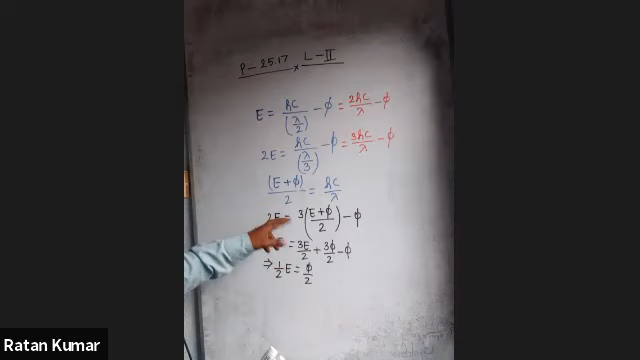 P - 25.17 x L - II
E = hc/(λ/2) - ϕ = 2hc/λ - ϕ
2E = hc/(λ/3) - ϕ = 3hc/λ - ϕ
(E + ϕ)/2 = hc/λ
2E = 3((E + ϕ)/2) - ϕ
= 3E/2 + 3ϕ/2 - ϕ
⇒ 1/2 E = ϕ/2
Ratan Kumar